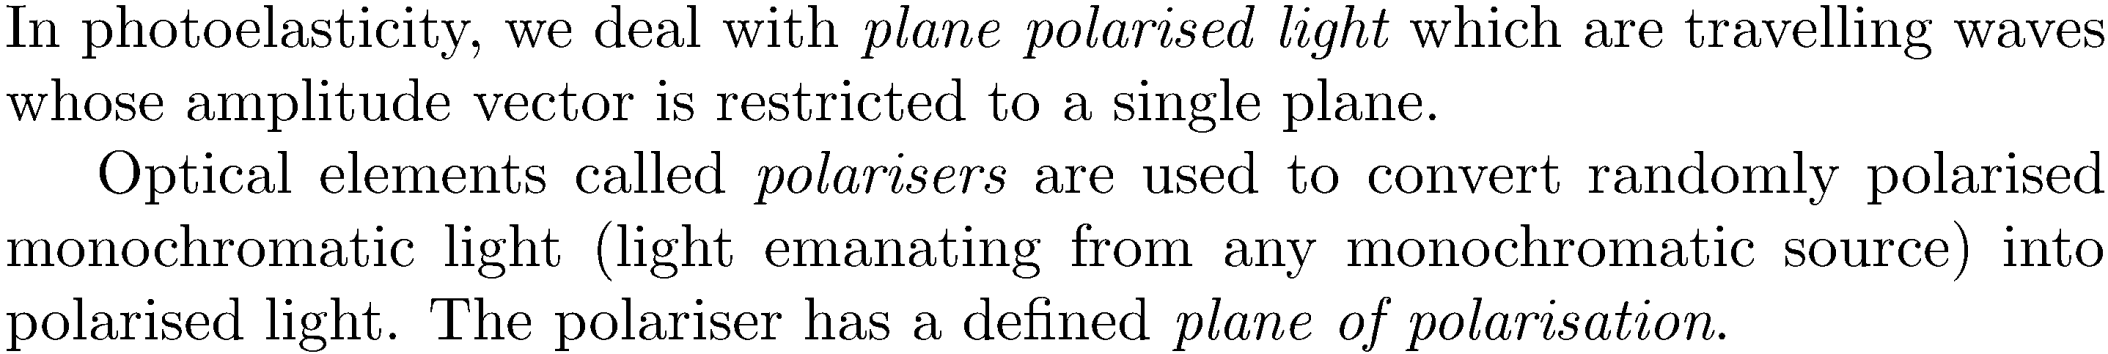 In photoelasticity, we deal with plane polarised light which are travelling waves
whose amplitude vector is restricted to a single plane.
Optical elements called polarisers are used to convert randomly polarised
monochromatic light (light emanating from any monochromatic source) into
polarised light. The polariser has a defined plane of polarisation.